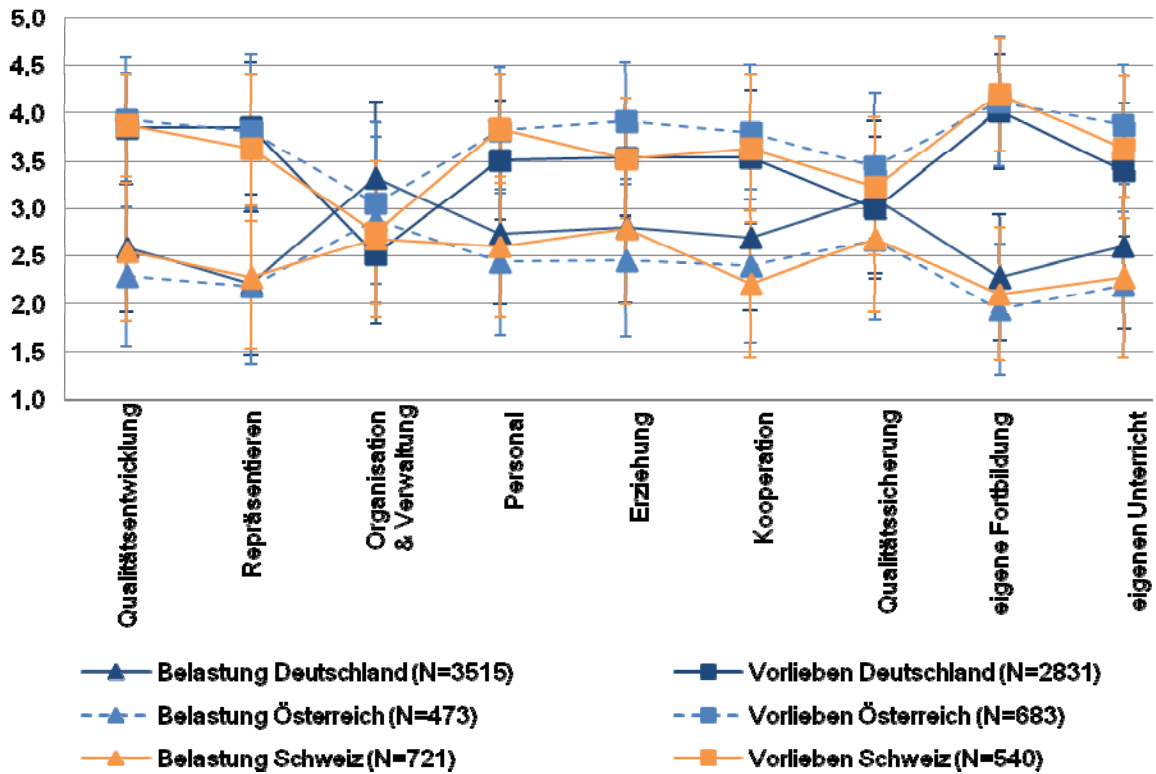 5,0
4,5
4,0
3,5
3,0
2,5
2,0
1,5
1,0
Qualitätsentwicklung
Repräsentieren
Organisation
& Verwaltung
Personal
Erziehung
Kooperation
Qualitätssicherung
eigene Fortbildung
eigenen Unterricht
Belastung Deutschland (N=3515)
Vorlieben Deutschland (N=2831)
Belastung Österreich (N=473)
Vorlieben Österreich (N=683)
Belastung Schweiz (N=721)
Vorlieben Schweiz (N=540)